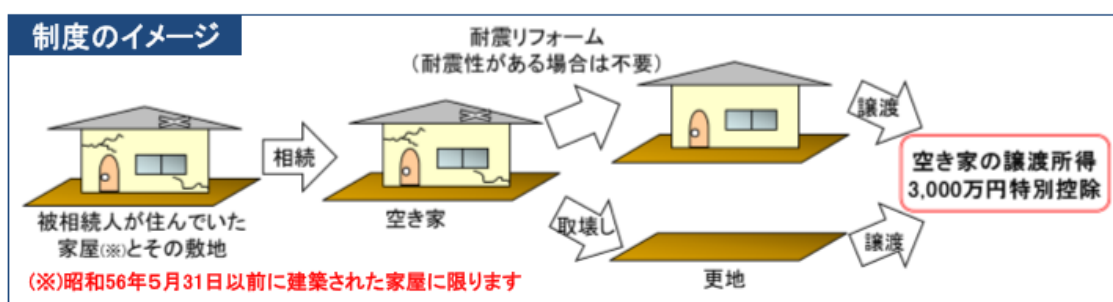 制度のイメージ
耐震リフォーム
（耐震性がある場合は不要）
相続
譲渡
被相続人が住んでいた
家屋(※)とその敷地
空き家
取壊し
更地
譲渡
空き家の譲渡所得
3,000万円特別控除
(※)昭和56年5月31日以前に建築された家屋に限ります